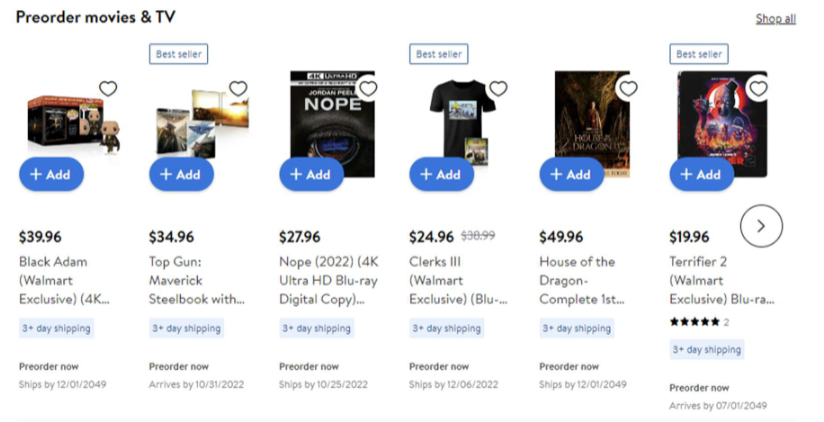 Preorder movies & TV
Shop all
Best seller
Best seller
Best seller
4K ULTRA HD
JORDAN PEELE
NOPE
HOUSE of the
DRAGON
+ Add
+ Add
+ Add
+ Add
+ Add
+ Add
$39.96
Black Adam
(Walmart
Exclusive) (4K...
3+ day shipping
Preorder now
Ships by 12/01/2049
$34.96
Top Gun:
Maverick
Steelbook with...
3+ day shipping
Preorder now
Arrives by 10/31/2022
$27.96
Nope (2022) (4K
Ultra HD Blu-ray
Digital Copy)...
3+ day shipping
Preorder now
Ships by 10/25/2022
$24.96 $38.99
Clerks III
(Walmart
Exclusive) (Blu-...
3+ day shipping
Preorder now
Ships by 12/06/2022
$49.96
House of the
Dragon-
Complete 1st...
3+ day shipping
Preorder now
Ships by 12/01/2049
$19.96
Terrifier 2
(Walmart
Exclusive) Blu-ra...
★★★★★ 2
3+ day shipping
Preorder now
Arrives by 07/01/2049